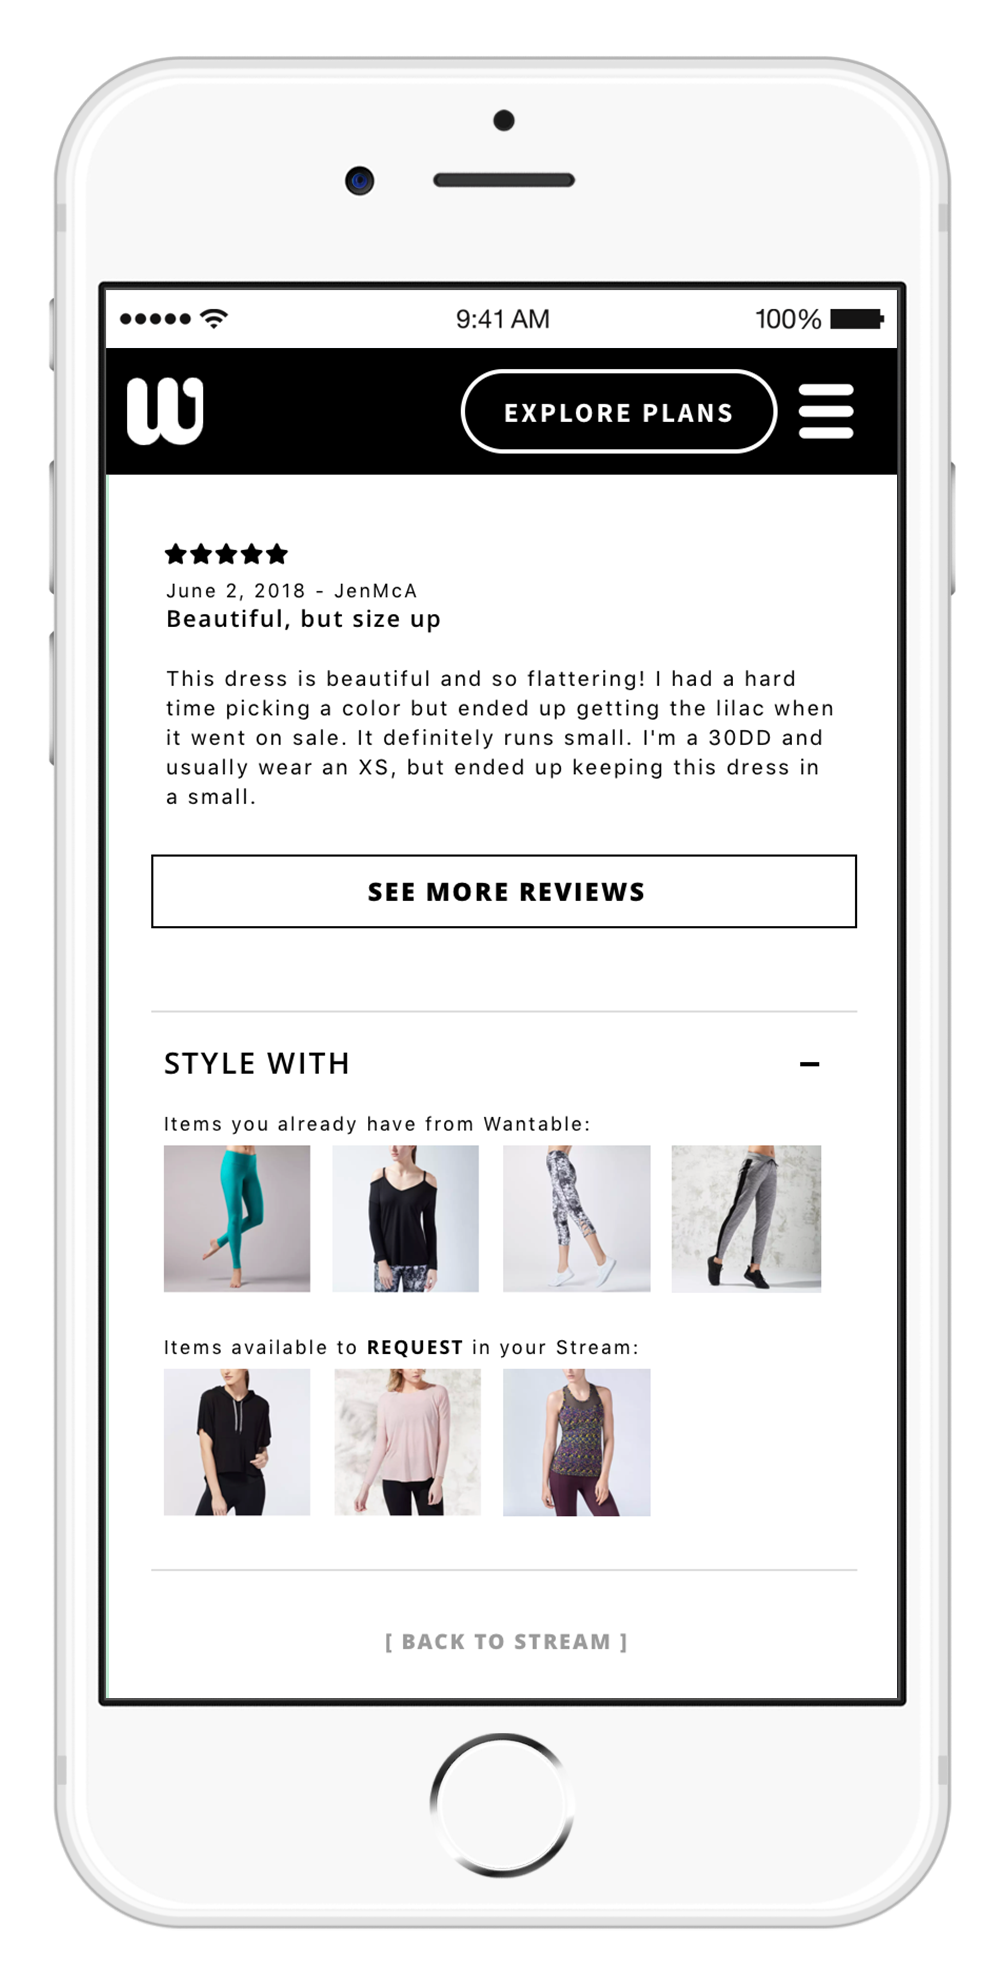 9:41 AM
100%
W
EXPLORE PLANS
June 2, 2018 - JenMcA
Beautiful, but size up
This dress is beautiful and so flattering! I had a hard
time picking a color but ended up getting the lilac when
it went on sale. It definitely runs small. I'm a 30DD and
usually wear an XS, but ended up keeping this dress in
a small.
SEE MORE REVIEWS
STYLE WITH
Items you already have from Wantable:
Items available to REQUEST in your Stream:
[ BACK TO STREAM ]